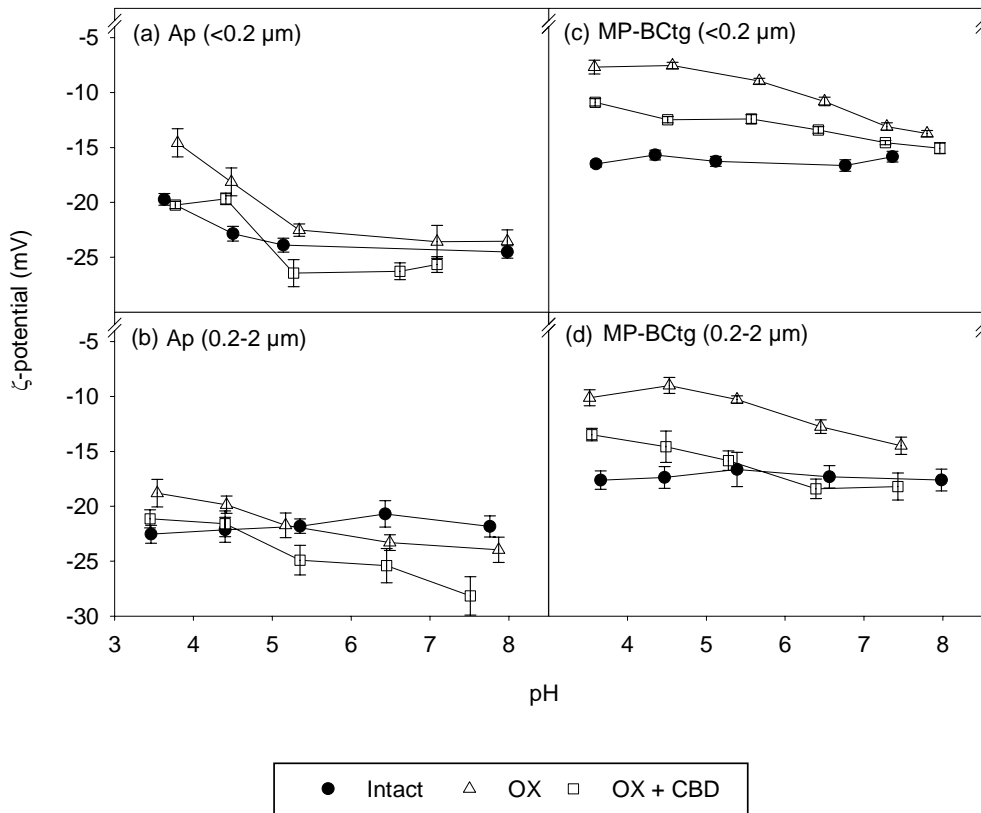 (a) Ap (<0.2 µm)
(c) MP-BCtg (<0.2 µm)
-5
-10
-15
-20
-25
(b) Ap (0.2-2 µm)
(d) MP-BCtg (0.2-2 µm)
-5
-10
-15
-20
-25
-30
ζ-potential (mV)
3 4 5 6 7 8 4 5 6 7 8
pH
Intact OX OX + CBD